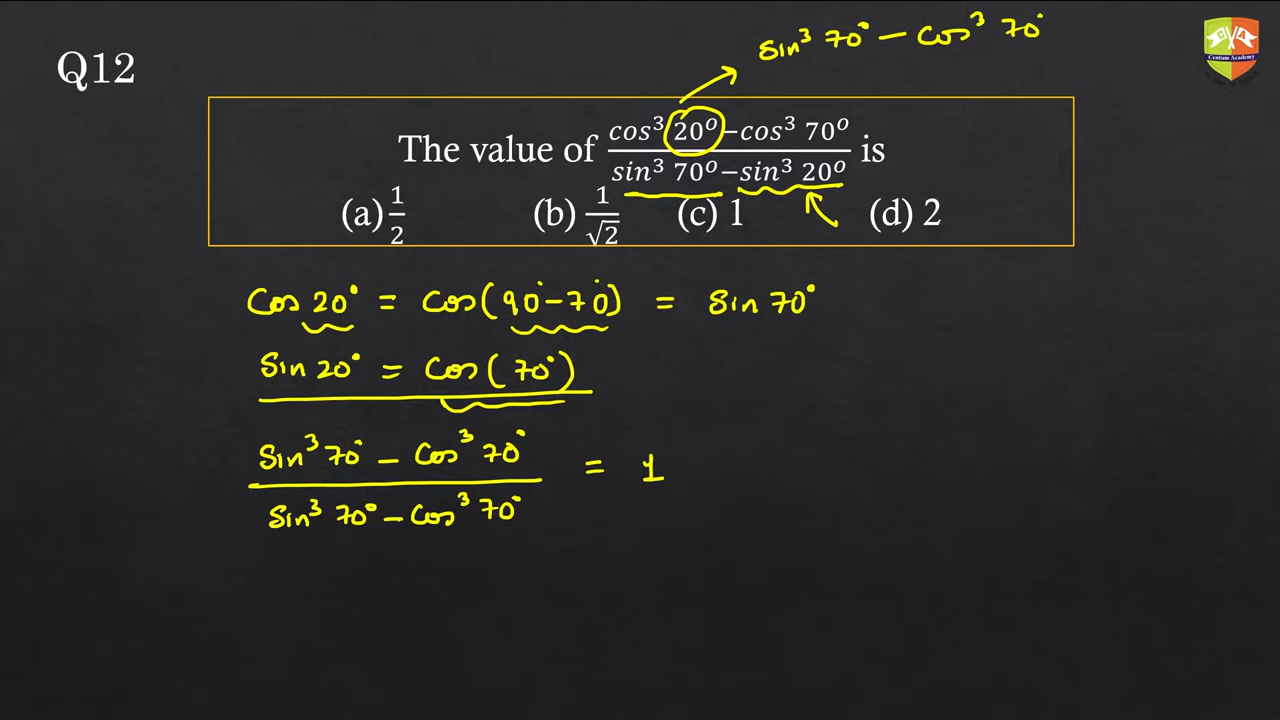 sin³ 70° − cos³ 70°
Q12
Centum Academy
The value of (cos³ 20° − cos³ 70°)/(sin³ 70° − sin³ 20°) is
(a) 1/2 (b) 1/√2 (c) 1 (d) 2
Cos 20° = Cos(90° − 70°) = Sin 70°
Sin 20° = Cos(70°)
(Sin³ 70° − Cos³ 70°)/(Sin³ 70° − Cos³ 70°) = 1